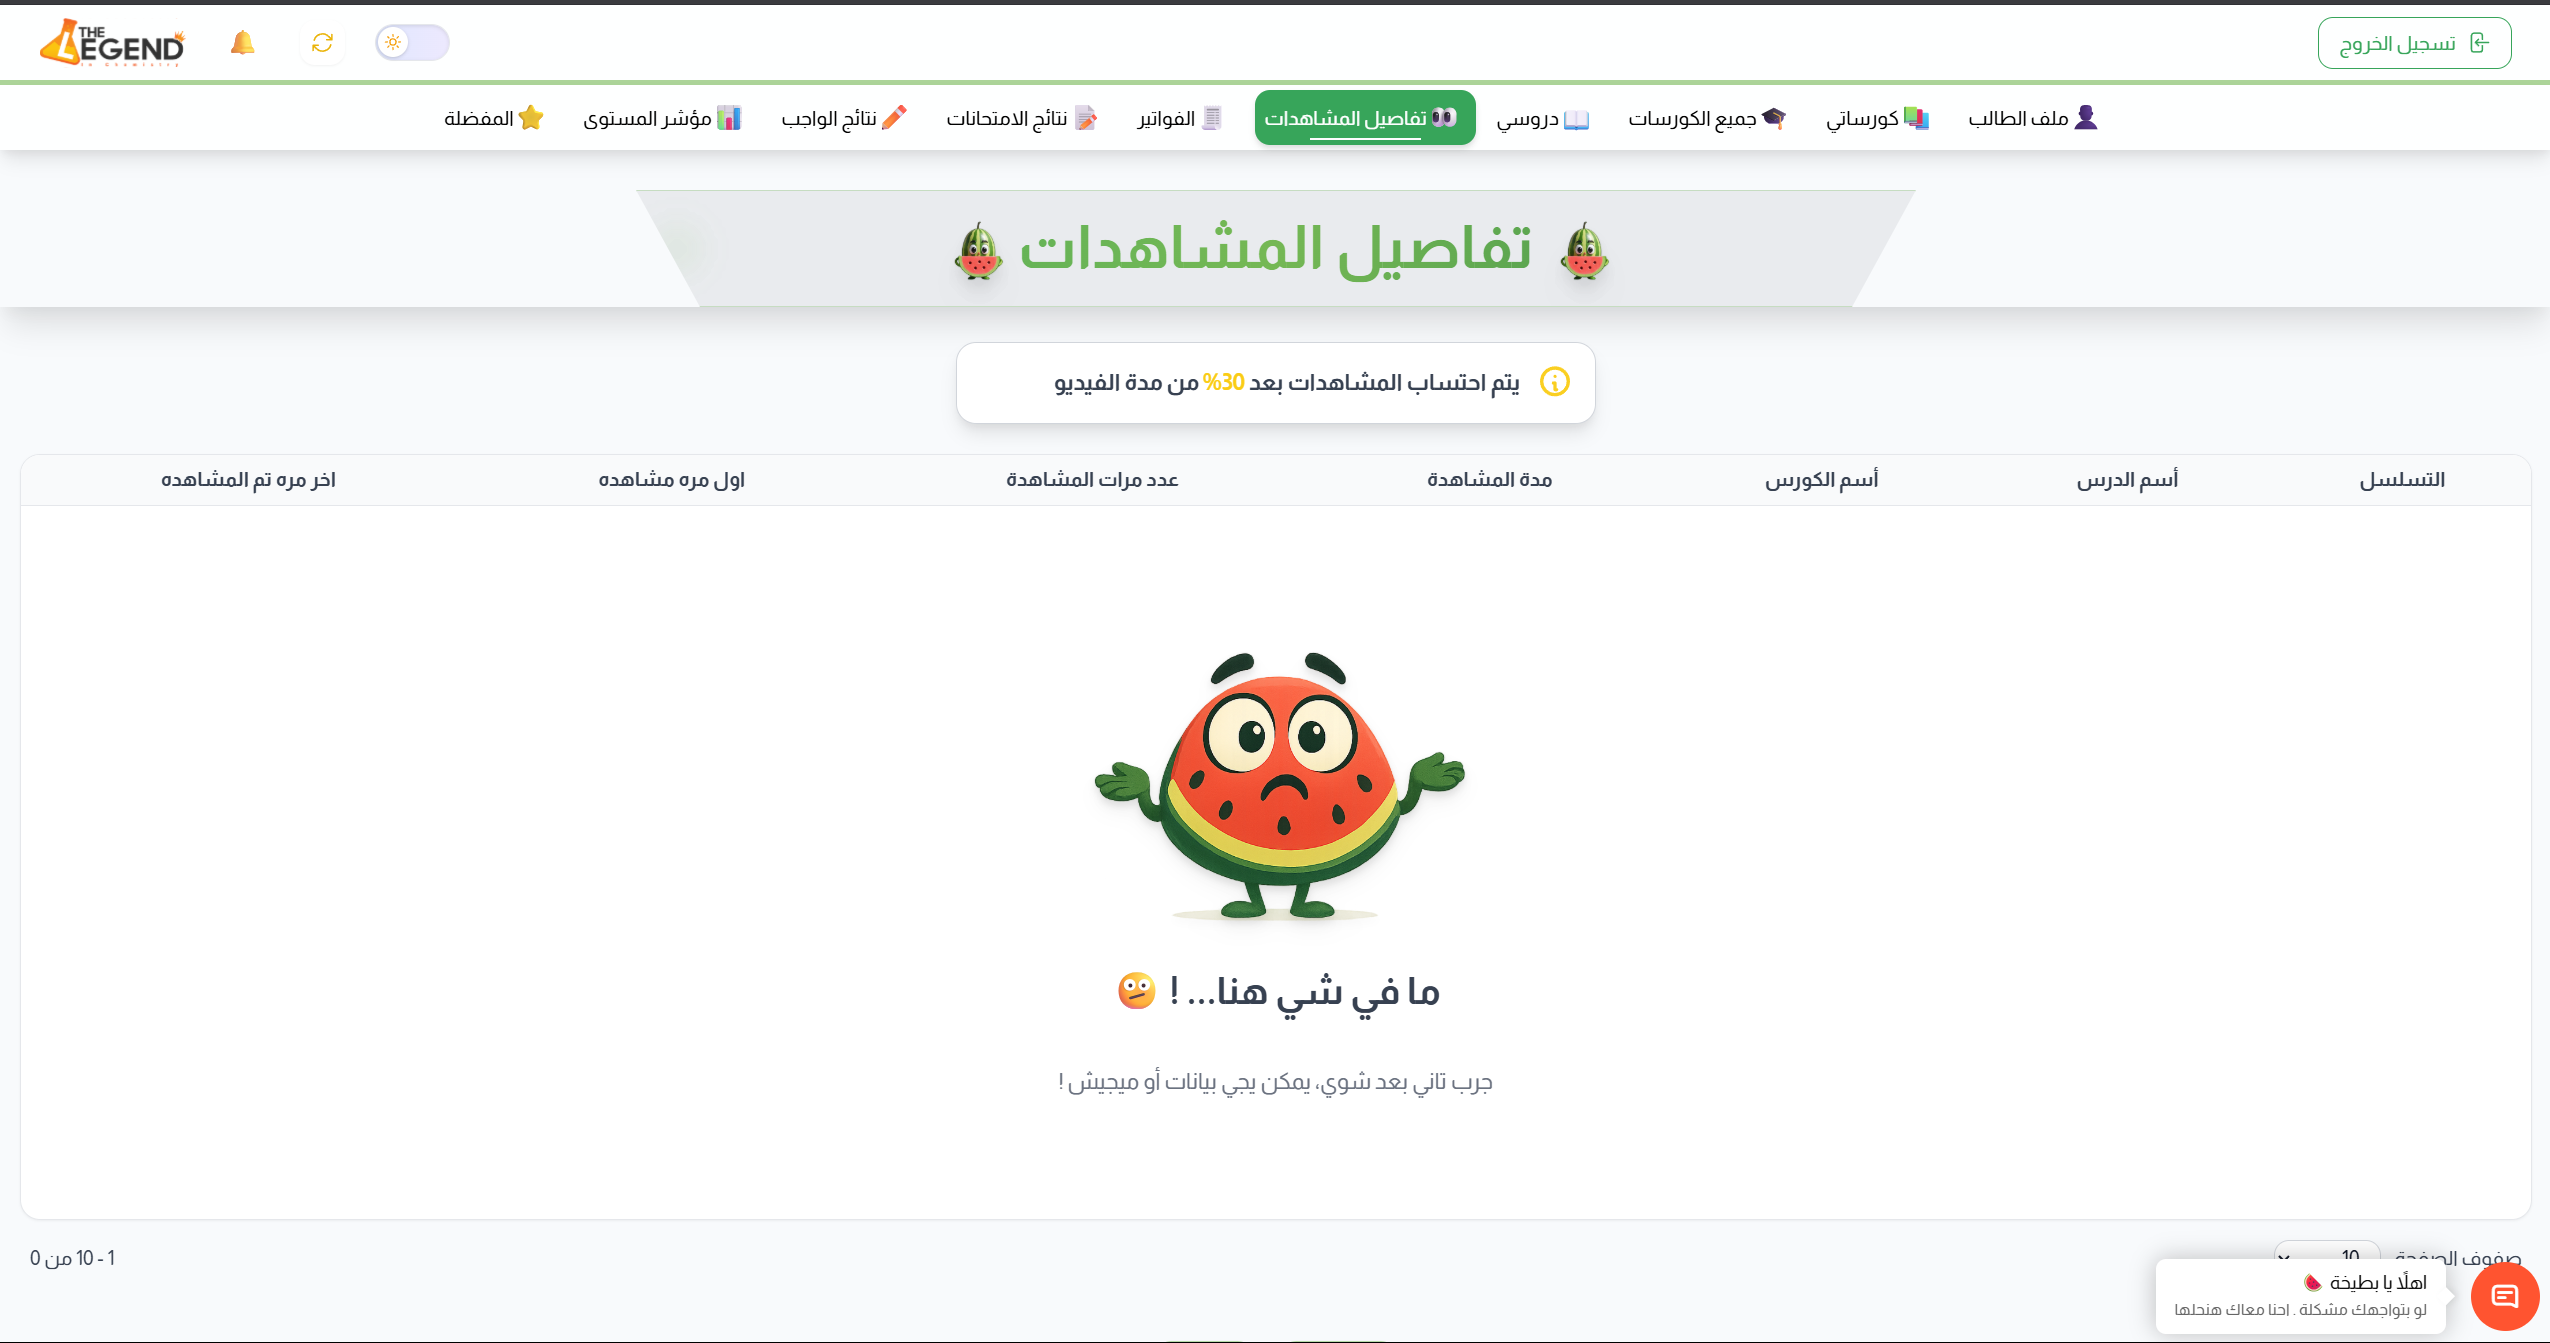 تسجيل الخروج
THE
LEGEND
In Chemistry
ملف الطالب
كورساتي
جميع الكورسات
دروسي
تفاصيل المشاهدات
الفواتير
نتائج الامتحانات
نتائج الواجب
مؤشر المستوى
المفضلة
تفاصيل المشاهدات
يتم احتساب المشاهدات بعد 30% من مدة الفيديو
التسلسل
أسم الدرس
أسم الكورس
مدة المشاهدة
عدد مرات المشاهدة
اول مره مشاهده
اخر مره تم المشاهده
ما في شي هنا... !
جرب تاني بعد شوي، يمكن يجي بيانات أو ميجيش !
صفوف الصفحة
10
1 - 10 من 0
اهلًا يا بطيخة
لو بتواجهك مشكلة . احنا معاك هنحلها